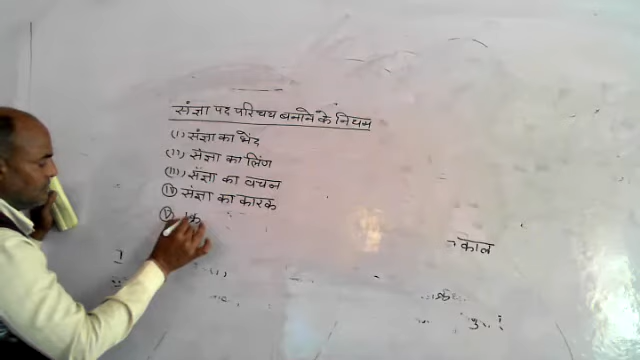 संज्ञा पद परिचय बनाने के नियम
(i) संज्ञा का भेद
(ii) संज्ञा का लिंग
(iii) संज्ञा का वचन
(iv) संज्ञा का कारक
(v)
काल